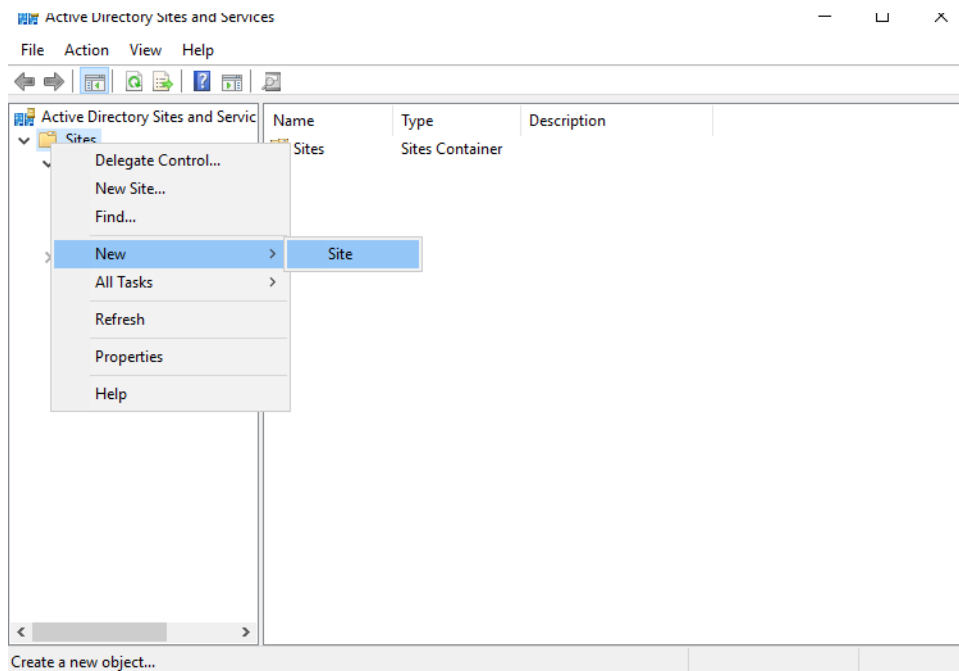 Active Directory Sites and Services
File Action View Help
Active Directory Sites and Servic
Name Type Description
Sites
Sites Sites Container
Delegate Control...
New Site...
Find...
New
Site
All Tasks
Refresh
Properties
Help
Create a new object...